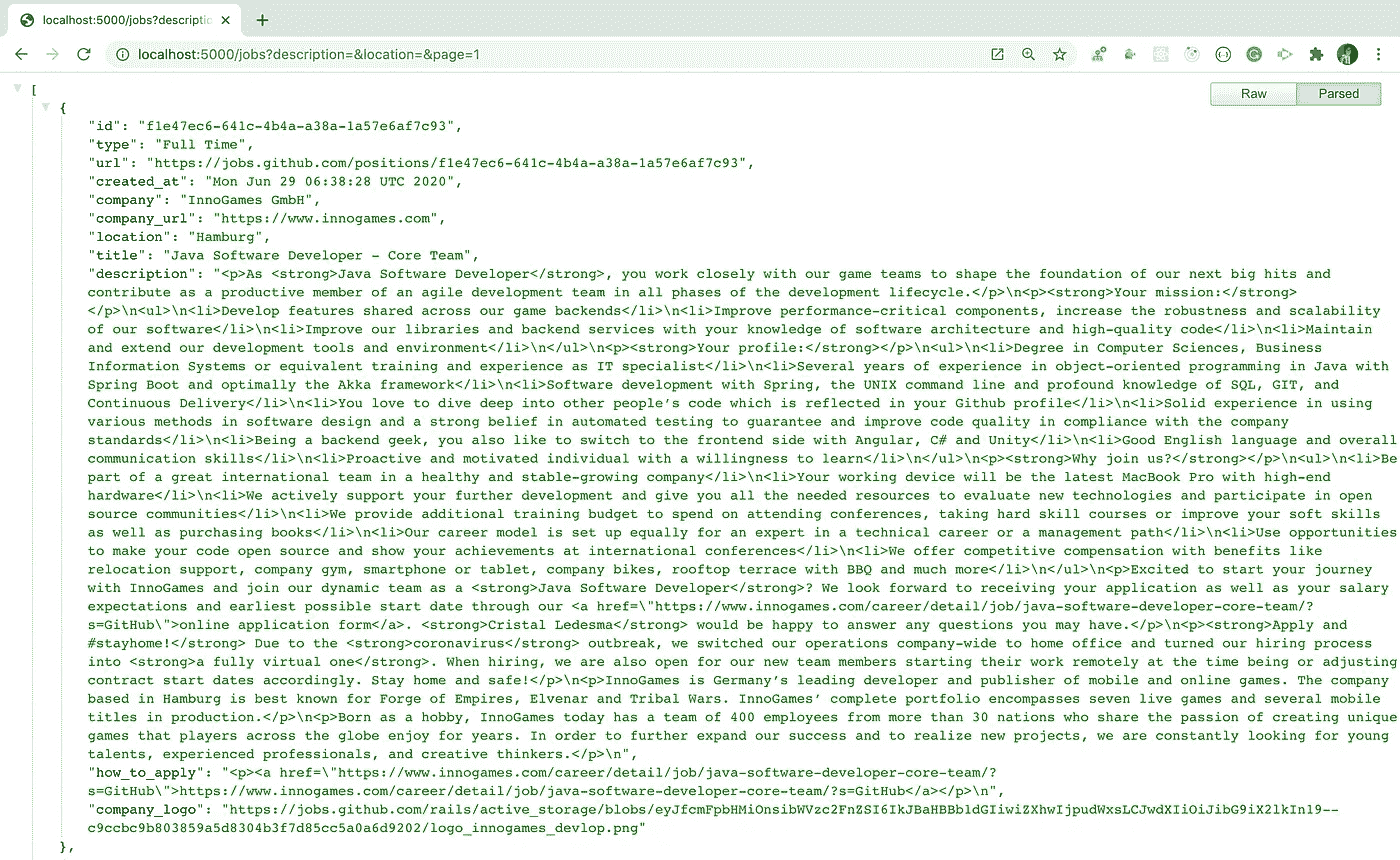 localhost:5000/jobs?descriptio
localhost:5000/jobs?description=&location=&page=1
Raw Parsed
[
{
"id": "f1e47ec6-641c-4b4a-a38a-1a57e6af7c93",
"type": "Full Time",
"url": "https://jobs.github.com/positions/f1e47ec6-641c-4b4a-a38a-1a57e6af7c93",
"created_at": "Mon Jun 29 06:38:28 UTC 2020",
"company": "InnoGames GmbH",
"company_url": "https://www.innogames.com",
"location": "Hamburg",
"title": "Java Software Developer - Core Team",
"description": "<p>As <strong>Java Software Developer</strong>, you work closely with our game teams to shape the foundation of our next big hits and
contribute as a productive member of an agile development team in all phases of the development lifecycle.</p>\n<p><strong>Your mission:</strong>
</p>\n<ul>\n<li>Develop features shared across our game backends</li>\n<li>Improve performance-critical components, increase the robustness and scalability
of our software</li>\n<li>Improve our libraries and backend services with your knowledge of software architecture and high-quality code</li>\n<li>Maintain
and extend our development tools and environment</li>\n</ul>\n<p><strong>Your profile:</strong></p>\n<ul>\n<li>Degree in Computer Sciences, Business
Information Systems or equivalent training and experience as IT specialist</li>\n<li>Several years of experience in object-oriented programming in Java with
Spring Boot and optimally the Akka framework</li>\n<li>Software development with Spring, the UNIX command line and profound knowledge of SQL, GIT, and
Continuous Delivery</li>\n<li>You love to dive deep into other people’s code which is reflected in your Github profile</li>\n<li>Solid experience in using
various methods in software design and a strong belief in automated testing to guarantee and improve code quality in compliance with the company
standards</li>\n<li>Being a backend geek, you also like to switch to the frontend side with Angular, C# and Unity</li>\n<li>Good English language and overall
communication skills</li>\n<li>Proactive and motivated individual with a willingness to learn</li>\n</ul>\n<p><strong>Why join us?</strong></p>\n<ul>\n<li>Be
part of a great international team in a healthy and stable-growing company</li>\n<li>Your working device will be the latest MacBook Pro with high-end
hardware</li>\n<li>We actively support your further development and give you all the needed resources to evaluate new technologies and participate in open
source communities</li>\n<li>We provide additional training budget to spend on attending conferences, taking hard skill courses or improve your soft skills
as well as purchasing books</li>\n<li>Our career model is set up equally for an expert in a technical career or a management path</li>\n<li>Use opportunities
to make your code open source and show your achievements at international conferences</li>\n<li>We offer competitive compensation with benefits like
relocation support, company gym, smartphone or tablet, company bikes, rooftop terrace with BBQ and much more</li>\n</ul>\n<p>Excited to start your journey
with InnoGames and join our dynamic team as a <strong>Java Software Developer</strong>? We look forward to receiving your application as well as your salary
expectations and earliest possible start date through our <a href=\"https://www.innogames.com/career/detail/job/java-software-developer-core-team/?
s=GitHub\">online application form</a>. <strong>Cristal Ledesma</strong> would be happy to answer any questions you may have.</p>\n<p><strong>Apply and
#stayhome!</strong> Due to the <strong>coronavirus</strong> outbreak, we switched our operations company-wide to home office and turned our hiring process
into <strong>a fully virtual one</strong>. When hiring, we are also open for our new team members starting their work remotely at the time being or adjusting
contract start dates accordingly. Stay home and safe!</p>\n<p>InnoGames is Germany’s leading developer and publisher of mobile and online games. The company
based in Hamburg is best known for Forge of Empires, Elvenar and Tribal Wars. InnoGames’ complete portfolio encompasses seven live games and several mobile
titles in production.</p>\n<p>Born as a hobby, InnoGames today has a team of 400 employees from more than 30 nations who share the passion of creating unique
games that players across the globe enjoy for years. In order to further expand our success and to realize new projects, we are constantly looking for young
talents, experienced professionals, and creative thinkers.</p>\n",
"how_to_apply": "<p><a href=\"https://www.innogames.com/career/detail/job/java-software-developer-core-team/?
s=GitHub\">https://www.innogames.com/career/detail/job/java-software-developer-core-team/?s=GitHub</a></p>\n",
"company_logo": "https://jobs.github.com/rails/active_storage/blobs/eyJfcmFpbHMiOnsibWVzc2FnZSI6IkJBaHBBb1dGIiwiZXhwIjpudWxsLCJwdXIiOiJibG9iX2lkIn19--
c9ccbc9b803859a5d8304b3f7d85cc5a0a6d9202/logo_innogames_devlop.png"
},